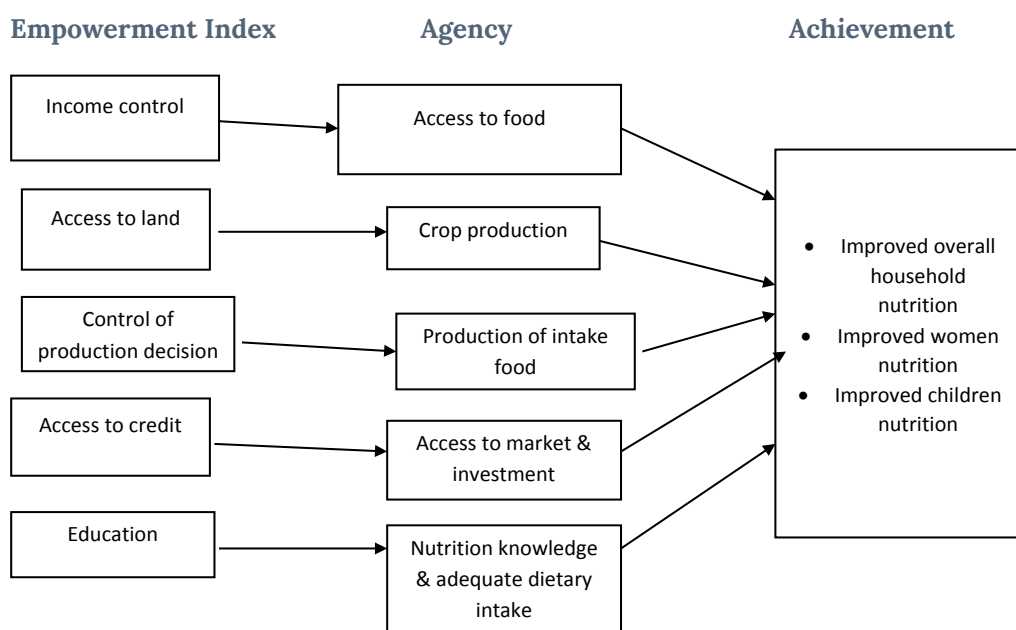 Empowerment Index
Agency
Achievement
Income control
Access to food
Access to land
Crop production
Control of
production decision
Production of intake
food
Access to credit
Access to market &
investment
Education
Nutrition knowledge
& adequate dietary
intake
• Improved overall
household
nutrition
• Improved women
nutrition
• Improved children
nutrition